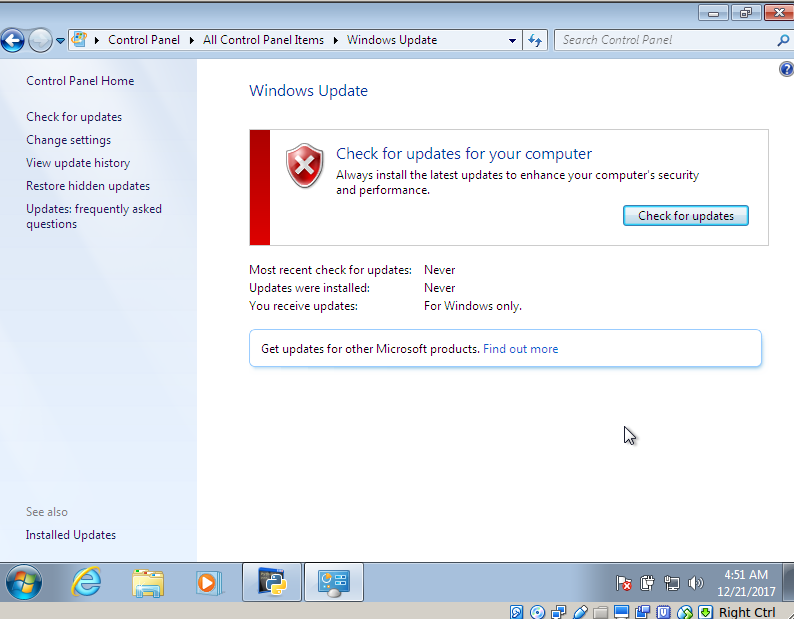 Control Panel
All Control Panel Items
Windows Update
Search Control Panel
Control Panel Home
Check for updates
Change settings
View update history
Restore hidden updates
Updates: frequently asked
questions
See also
Installed Updates
Windows Update
Check for updates for your computer
Always install the latest updates to enhance your computer's security
and performance.
Check for updates
Most recent check for updates: Never
Updates were installed: Never
You receive updates: For Windows only.
Get updates for other Microsoft products. Find out more
4:51 AM
12/21/2017
Right Ctrl